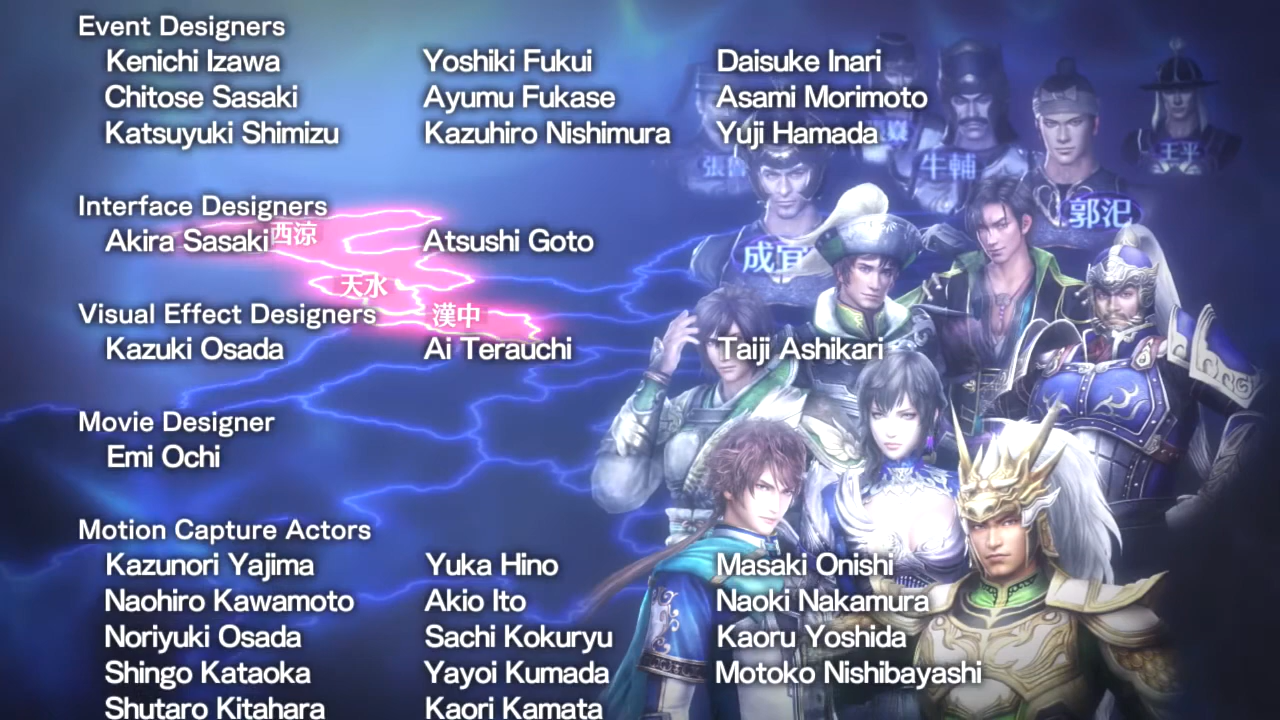 Event Designers
Kenichi Izawa Yoshiki Fukui Daisuke Inari
Chitose Sasaki Ayumu Fukase Asami Morimoto
Katsuyuki Shimizu Kazuhiro Nishimura Yuji Hamada
王平
牛輔
郭汜
Interface Designers
Akira Sasaki Atsushi Goto
西涼
成宜
天水
Visual Effect Designers
漢中
Kazuki Osada Ai Terauchi Taiji Ashikari
Movie Designer
Emi Ochi
Motion Capture Actors
Kazunori Yajima Yuka Hino Masaki Onishi
Naohiro Kawamoto Akio Ito Naoki Nakamura
Noriyuki Osada Sachi Kokuryu Kaoru Yoshida
Shingo Kataoka Yayoi Kumada Motoko Nishibayashi
Shutaro Kitahara Kaori Kamata